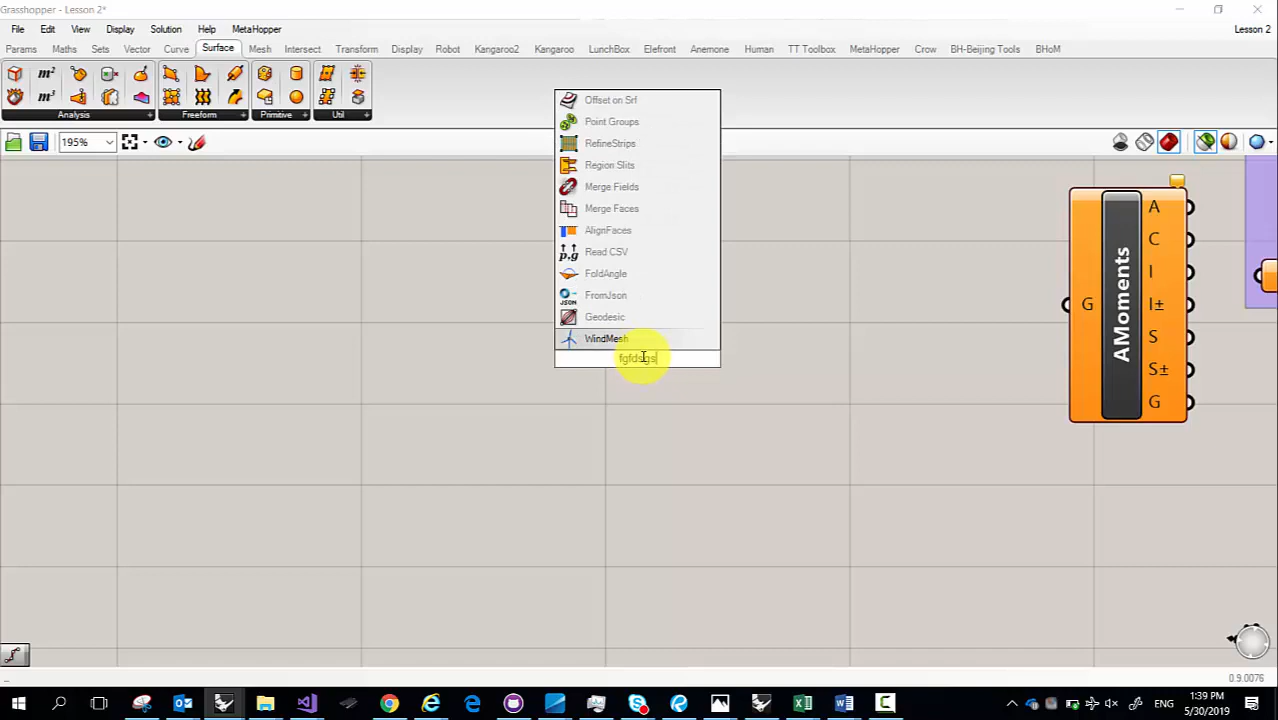 Grasshopper - Lesson 2*
File Edit View Display Solution Help MetaHopper
Lesson 2
Params Maths Sets Vector Curve Surface Mesh Intersect Transform Display Robot Kangaroo2 Kangaroo LunchBox Elefront Anemone Human TT Toolbox MetaHopper Crow BH-Beijing Tools BHoM
m²
m³
Analysis Freeform Primitive Util
195%
Offset on Srf
Point Groups
RefineStrips
Region Slits
Merge Fields
Merge Faces
AlignFaces
p,g Read CSV
FoldAngle
JSON FromJson
Geodesic
WindMesh
G AMoments
A
C
I
I±
S
S±
G
0.9.0076
1:39 PM
5/30/2019